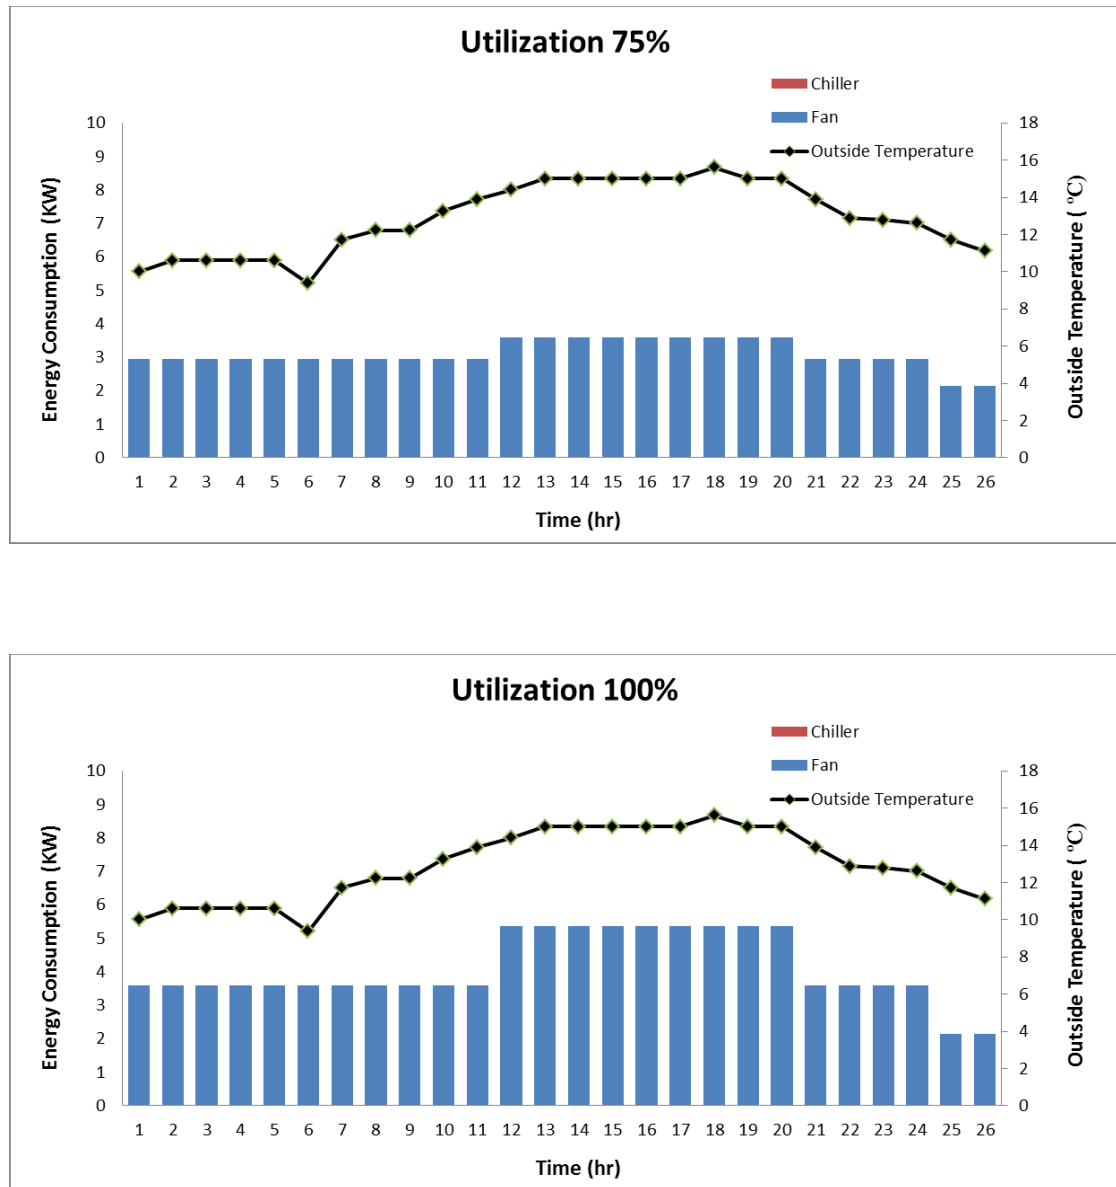 Utilization 75%
Chiller
Fan
Outside Temperature
10
9
8
7
6
5
4
3
2
1
0
18
16
14
12
10
8
6
4
2
0
Energy Consumption (KW)
Outside Temperature ( °C)
1 2 3 4 5 6 7 8 9 10 11 12 13 14 15 16 17 18 19 20 21 22 23 24 25 26
Time (hr)
Utilization 100%
Chiller
Fan
Outside Temperature
10
9
8
7
6
5
4
3
2
1
0
18
16
14
12
10
8
6
4
2
0
Energy Consumption (KW)
Outside Temperature ( °C)
1 2 3 4 5 6 7 8 9 10 11 12 13 14 15 16 17 18 19 20 21 22 23 24 25 26
Time (hr)